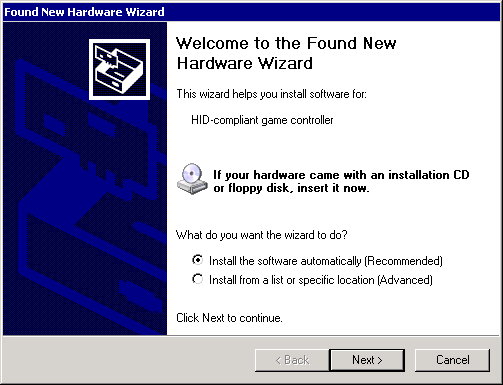 Found New Hardware Wizard
Welcome to the Found New
Hardware Wizard
This wizard helps you install software for:
HID-compliant game controller
If your hardware came with an installation CD
or floppy disk, insert it now.
What do you want the wizard to do?
Install the software automatically (Recommended)
Install from a list or specific location (Advanced)
Click Next to continue.
< Back
Next >
Cancel